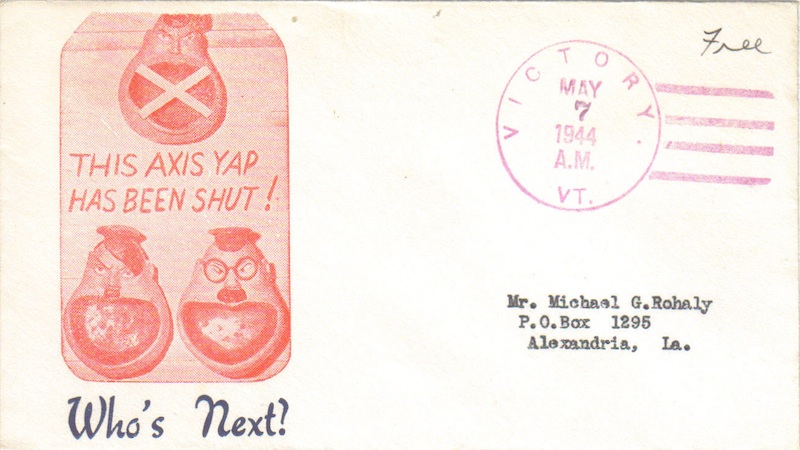 THIS AXIS YAP
HAS BEEN SHUT!
Who's Next?
Free
VICTORY.
MAY
7
1944
A.M.
VT.
Mr. Michael G.Rohaly
P.O.Box 1295
Alexandria, La.